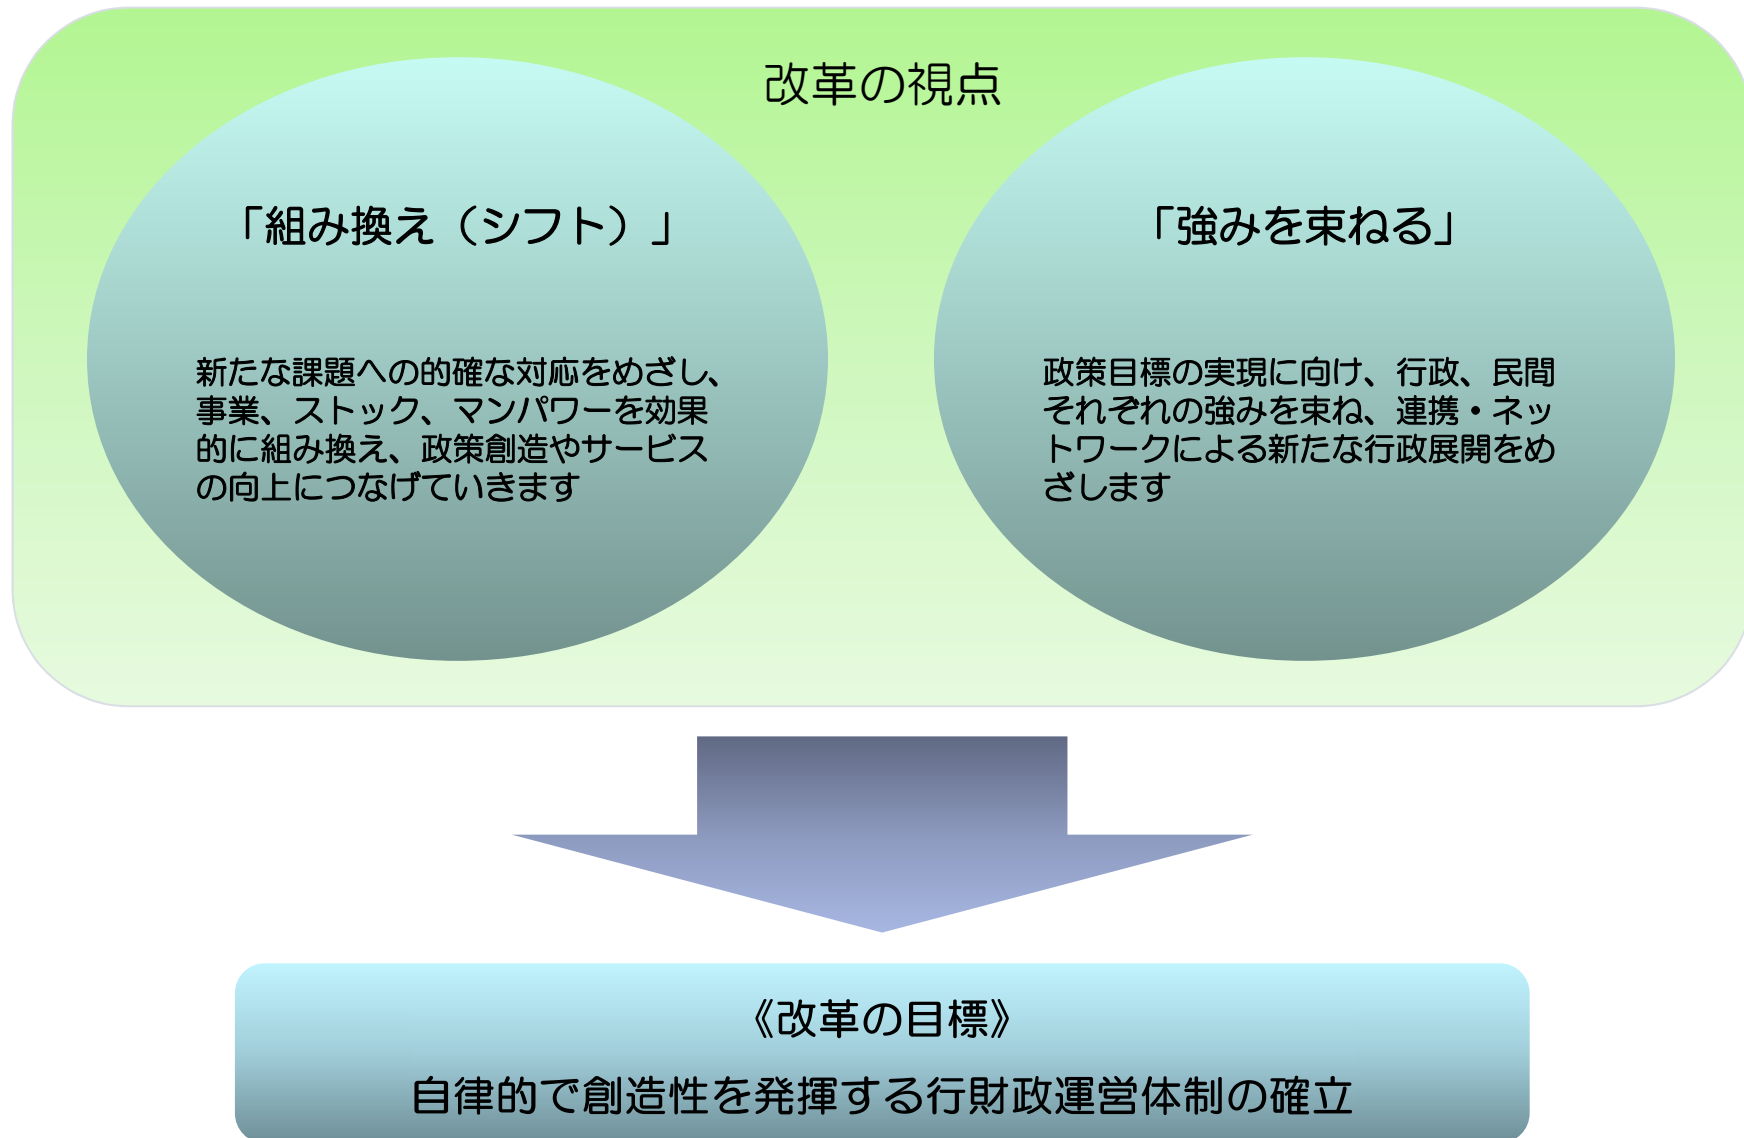 改革の視点
「組み換え（シフト）」
新たな課題への的確な対応をめざし、
事業、ストック、マンパワーを効果
的に組み換え、政策創造やサービス
の向上につなげていきます
「強みを束ねる」
政策目標の実現に向け、行政、民間
それぞれの強みを束ね、連携・ネッ
トワークによる新たな行政展開をめ
ざします
《改革の目標》
自律的で創造性を発揮する行財政運営体制の確立